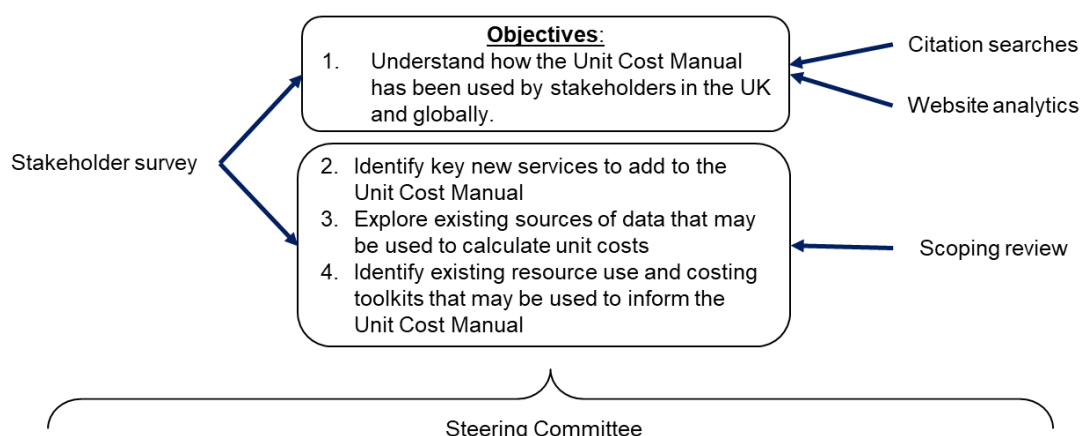 Objectives:
1. Understand how the Unit Cost Manual
has been used by stakeholders in the UK
and globally.
Citation searches
Website analytics
Stakeholder survey
2. Identify key new services to add to the
Unit Cost Manual
3. Explore existing sources of data that may
be used to calculate unit costs
4. Identify existing resource use and costing
toolkits that may be used to inform the
Unit Cost Manual
Scoping review
Steering Committee